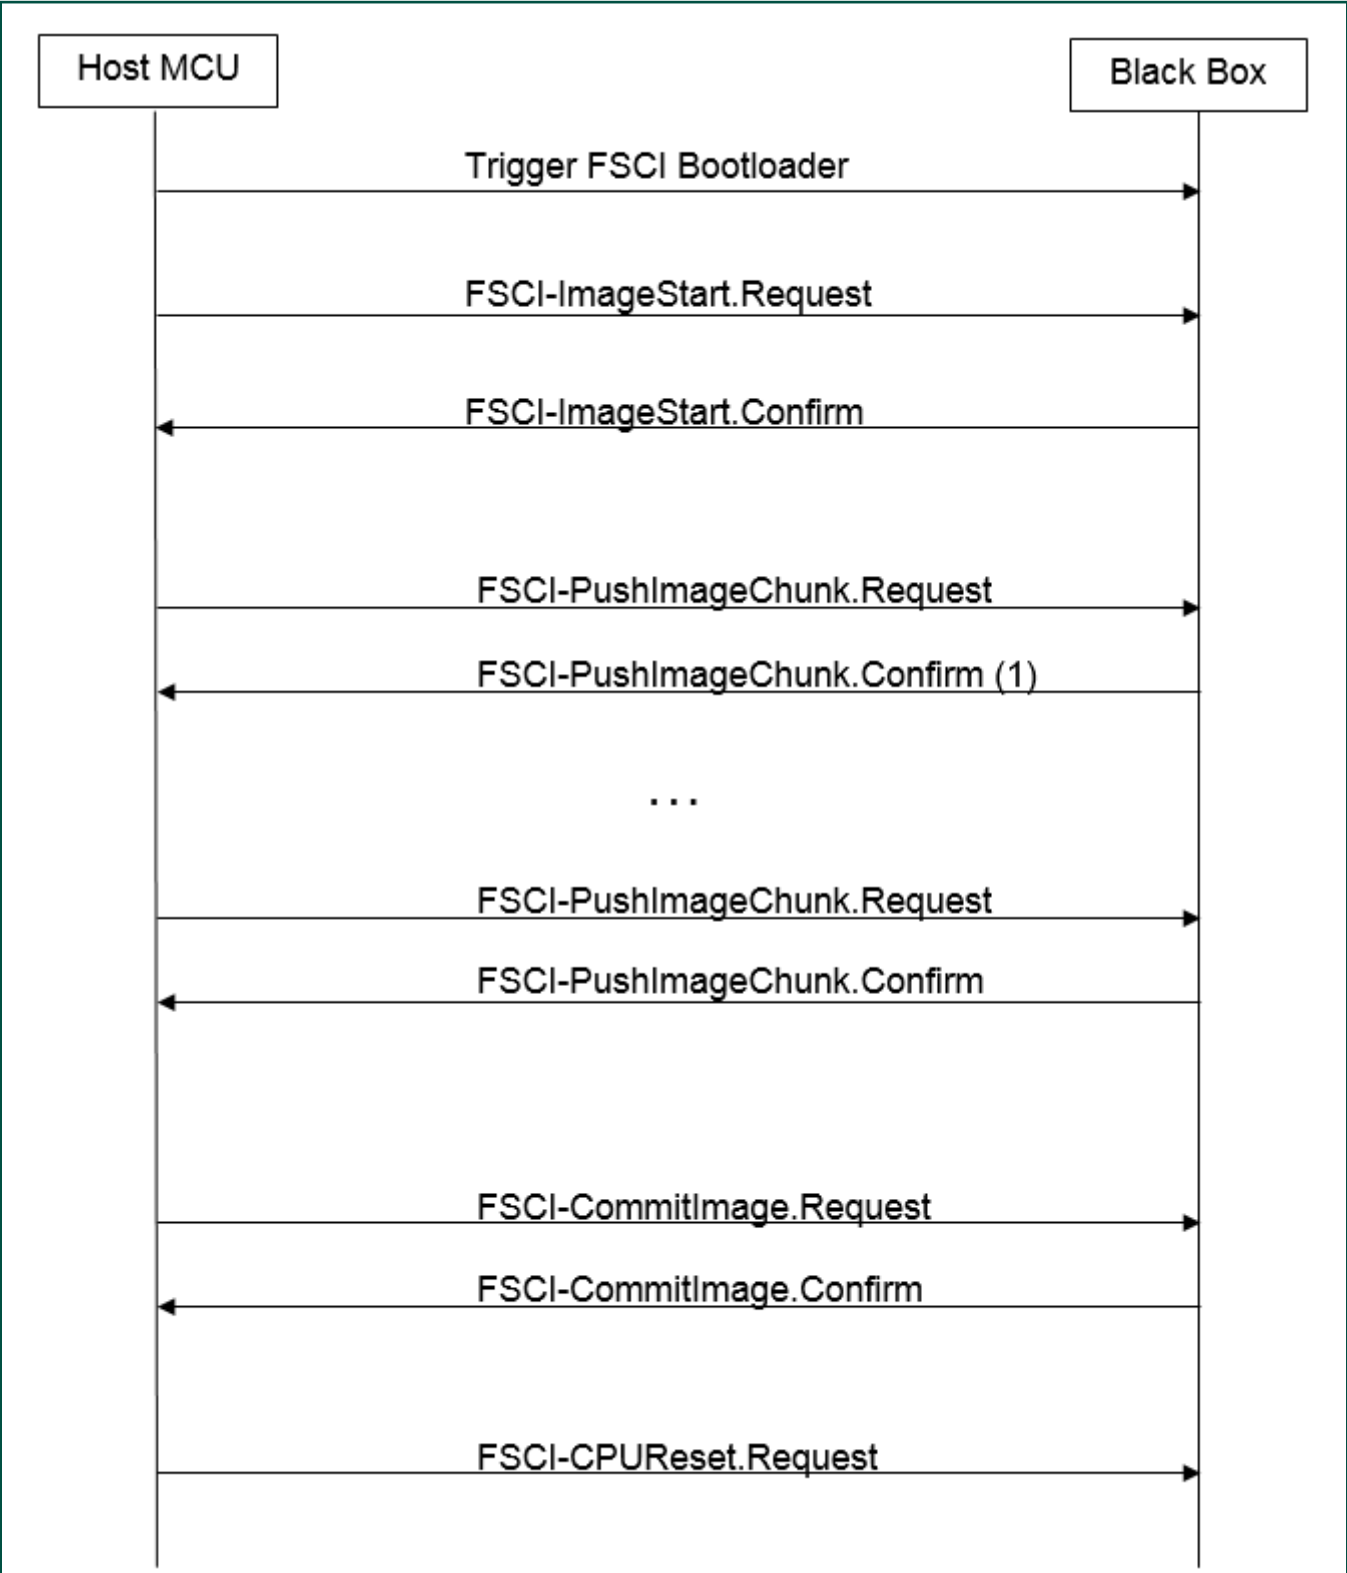 Host MCU
Black Box
Trigger FSCI Bootloader
FSCI-ImageStart.Request
FSCI-ImageStart.Confirm
FSCI-PushImageChunk.Request
FSCI-PushImageChunk.Confirm (1)
...
FSCI-PushImageChunk.Request
FSCI-PushImageChunk.Confirm
FSCI-CommitImage.Request
FSCI-CommitImage.Confirm
FSCI-CPUReset.Request